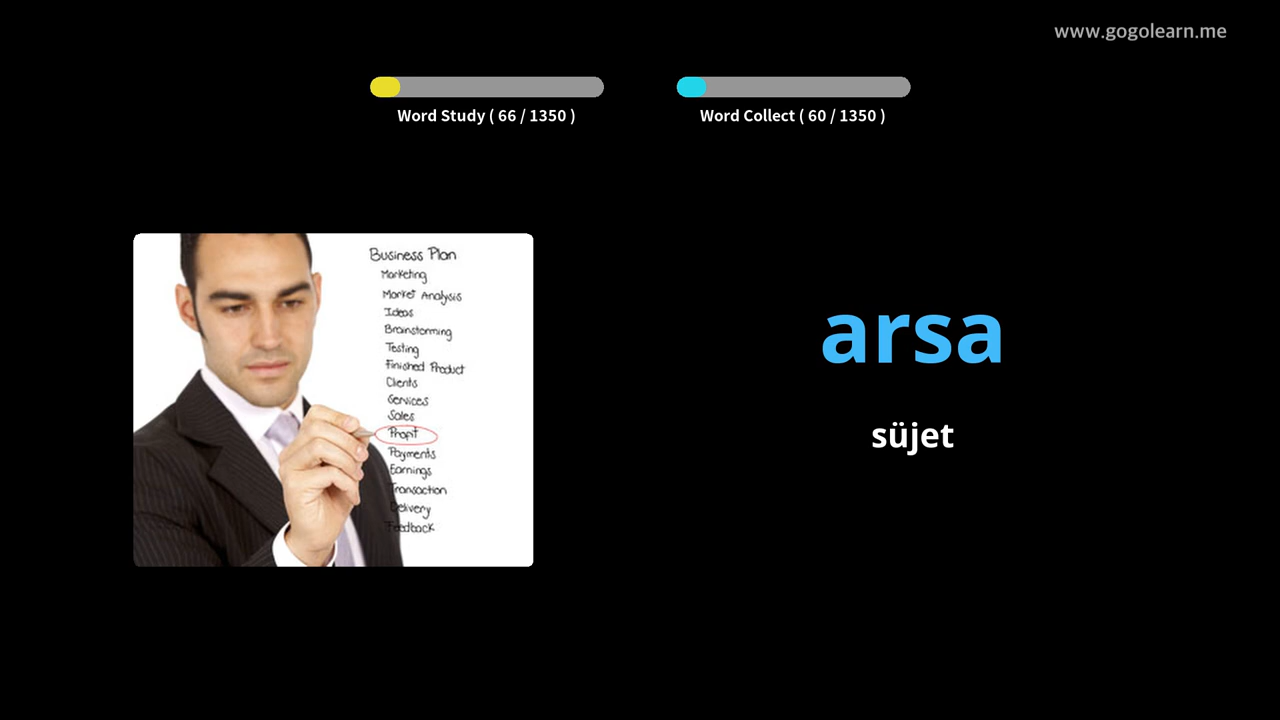 www.gogolearn.me
Word Study ( 66 / 1350 )
Word Collect ( 60 / 1350 )
Business Plan
Marketing
Market Analysis
Ideas
Brainstorming
Testing
Finished Product
Clients
Services
Sales
Profit
Payments
Earnings
Transaction
Delivery
Feedback
arsa
süjet